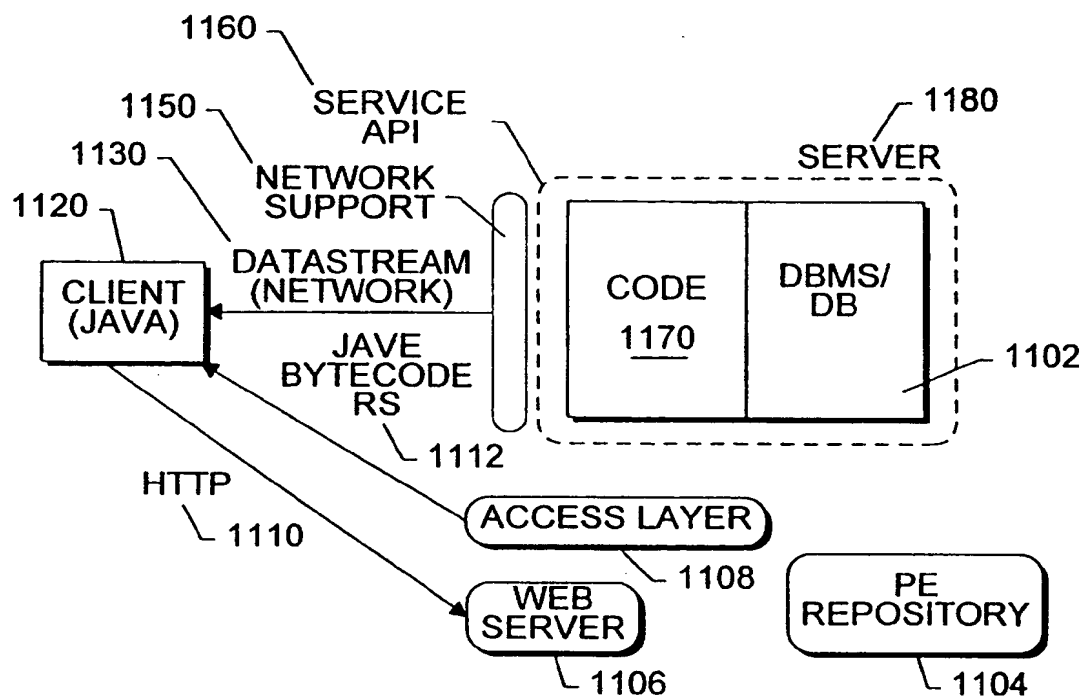 1160
SERVICE
API
1150
1180
SERVER
1130
NETWORK
SUPPORT
1120
DATASTREAM
(NETWORK)
CLIENT
(JAVA)
CODE
1170
DBMS/
DB
JAVE
BYTECODE
RS
1102
1112
HTTP
1110
ACCESS LAYER
1108
WEB
SERVER
1106
PE
REPOSITORY
1104